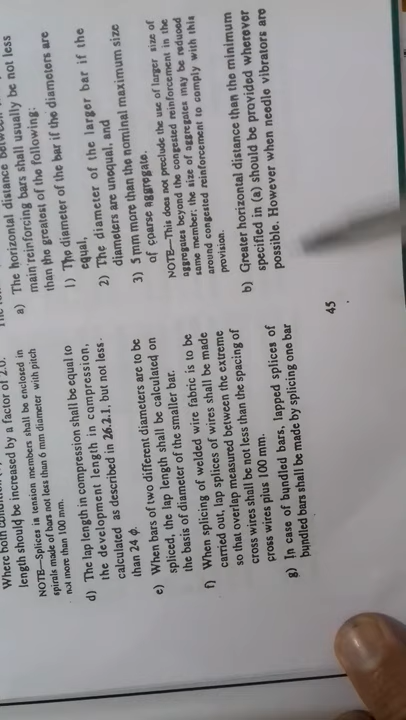 Where both
length should be increased by a factor of 2.0.
NOTE—Splices in tension members shall be enclosed in
spirals made of bars not less than 6 mm diameter with pitch
not more than 100 mm.
d) The lap length in compression shall be equal to
the development length in compression,
calculated as described in 26.2.1, but not less
than 24 ϕ.
e) When bars of two different diameters are to be
spliced, the lap length shall be calculated on
the basis of diameter of the smaller bar.
f) When splicing of welded wire fabric is to be
carried out, lap splices of wires shall be made
so that overlap measured between the extreme
cross wires shall be not less than the spacing of
cross wires plus 100 mm.
g) In case of bundled bars, lapped splices of
bundled bars shall be made by splicing one bar
a) The horizontal distance between
main reinforcing bars shall usually be not less
than the greatest of the following:
1) The diameter of the bar if the diameters are
equal,
2) The diameter of the larger bar if the
diameters are unequal, and
3) 5 mm more than the nominal maximum size
of coarse aggregate.
NOTE—This does not preclude the use of larger size of
aggregates beyond the congested reinforcement in the
same member; the size of aggregates may be reduced
around congested reinforcement to comply with this
provision.
b) Greater horizontal distance than the minimum
specified in (a) should be provided wherever
possible. However when needle vibrators are
45